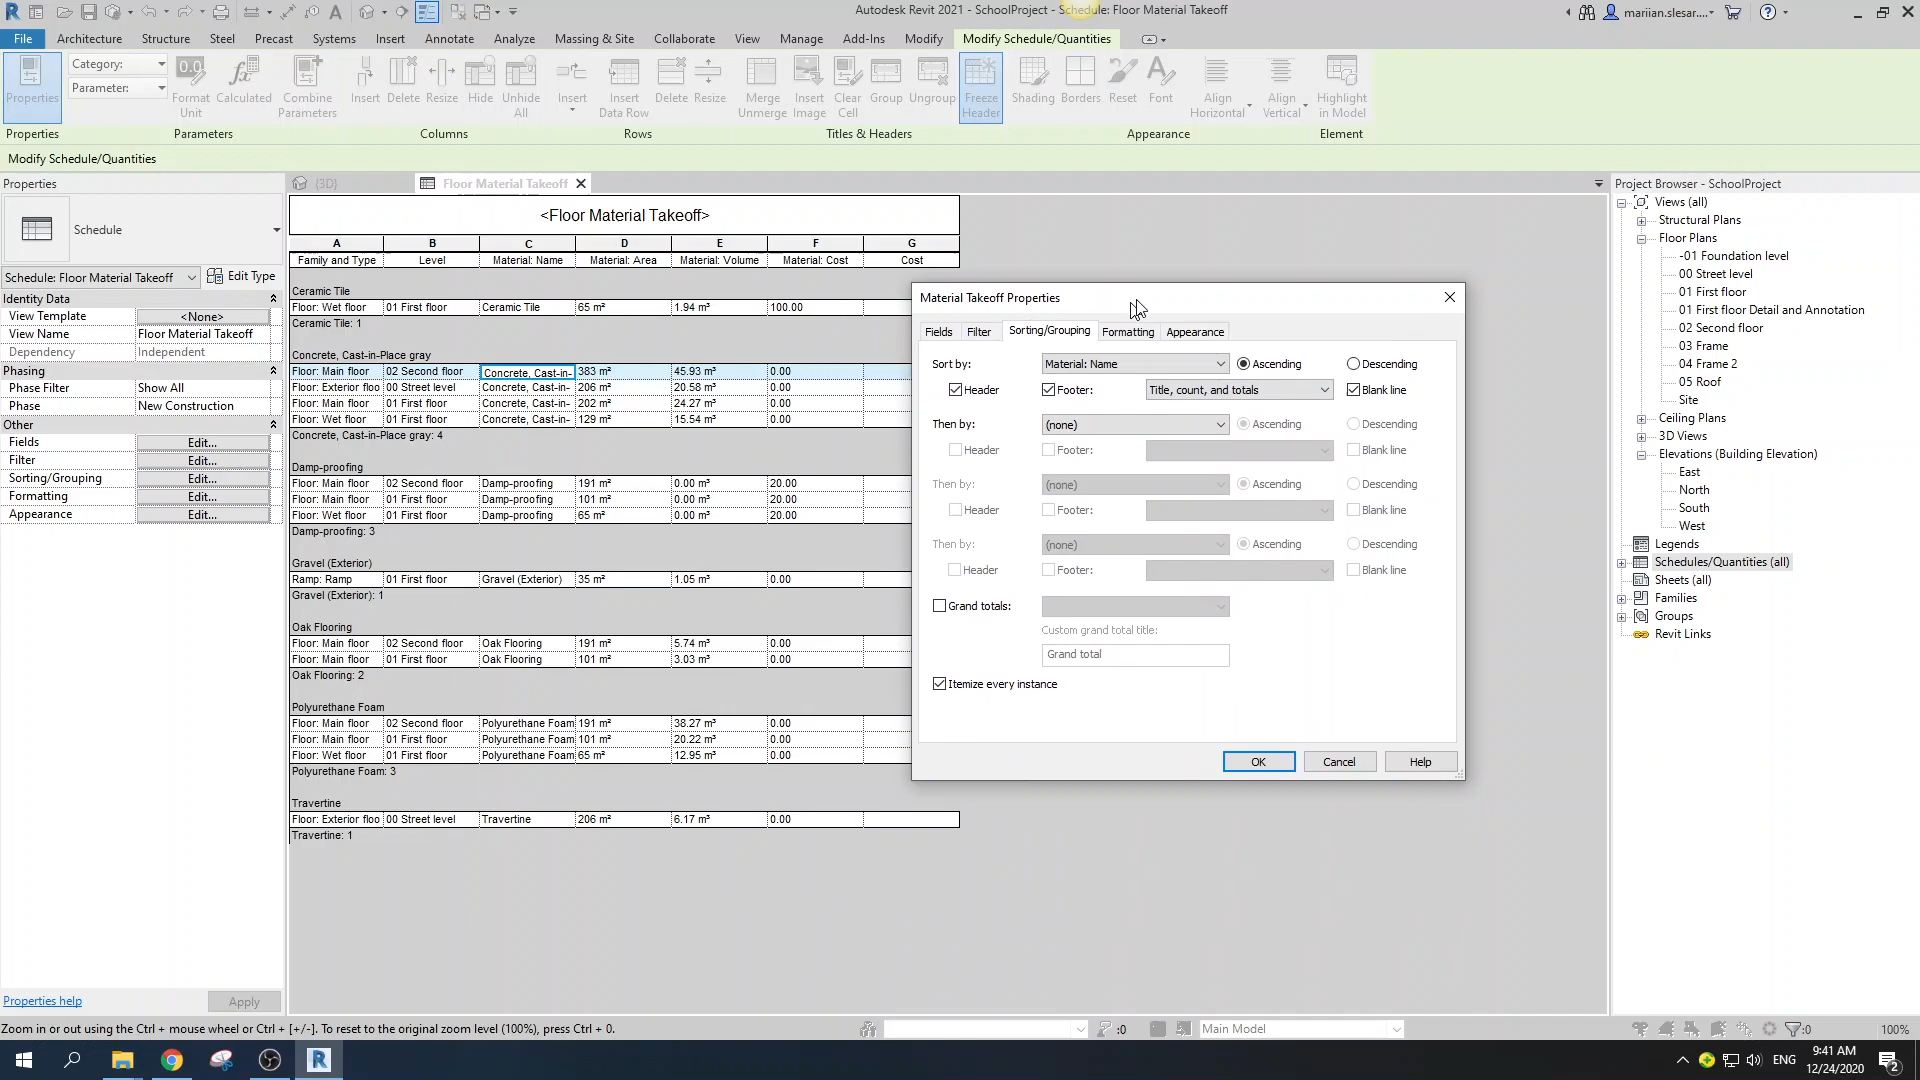 Autodesk Revit 2021 - SchoolProject - Schedule: Floor Material Takeoff
mariian.slesar...
File Architecture Structure Steel Precast Systems Insert Annotate Analyze Massing & Site Collaborate View Manage Add-Ins Modify Modify Schedule/Quantities
Category:
Parameter:
Properties
Format Unit
Calculated
Combine Parameters
Insert Delete Resize Hide Unhide All
Insert
Insert Data Row
Delete Resize
Merge Unmerge
Insert Image
Clear Cell
Group Ungroup
Freeze Header
Shading Borders Reset Font
Align Horizontal
Align Vertical
Highlight in Model
Properties Parameters Columns Rows Titles & Headers Appearance Element
Modify Schedule/Quantities
Properties
Schedule
Schedule: Floor Material Takeoff
Edit Type
Identity Data
View Template <None>
View Name Floor Material Takeoff
Dependency Independent
Phasing
Phase Filter Show All
Phase New Construction
Other
Fields Edit...
Filter Edit...
Sorting/Grouping Edit...
Formatting Edit...
Appearance Edit...
Properties help
Apply
{3D}
Floor Material Takeoff
<Floor Material Takeoff>
A B C D E F G
Family and Type Level Material: Name Material: Area Material: Volume Material: Cost Cost
Ceramic Tile
Floor: Wet floor 01 First floor Ceramic Tile 65 m² 1.94 m³ 100.00
Ceramic Tile: 1
Concrete, Cast-in-Place gray
Floor: Main floor 02 Second floor Concrete, Cast-in- 383 m² 45.93 m³ 0.00
Floor: Exterior floo 00 Street level Concrete, Cast-in- 206 m² 20.58 m³ 0.00
Floor: Main floor 01 First floor Concrete, Cast-in- 202 m² 24.27 m³ 0.00
Floor: Wet floor 01 First floor Concrete, Cast-in- 129 m² 15.54 m³ 0.00
Concrete, Cast-in-Place gray: 4
Damp-proofing
Floor: Main floor 02 Second floor Damp-proofing 191 m² 0.00 m³ 20.00
Floor: Main floor 01 First floor Damp-proofing 101 m² 0.00 m³ 20.00
Floor: Wet floor 01 First floor Damp-proofing 65 m² 0.00 m³ 20.00
Damp-proofing: 3
Gravel (Exterior)
Ramp: Ramp 01 First floor Gravel (Exterior) 35 m² 1.05 m³ 0.00
Gravel (Exterior): 1
Oak Flooring
Floor: Main floor 02 Second floor Oak Flooring 191 m² 5.74 m³ 0.00
Floor: Main floor 01 First floor Oak Flooring 101 m² 3.03 m³ 0.00
Oak Flooring: 2
Polyurethane Foam
Floor: Main floor 02 Second floor Polyurethane Foam 191 m² 38.27 m³ 0.00
Floor: Main floor 01 First floor Polyurethane Foam 101 m² 20.22 m³ 0.00
Floor: Wet floor 01 First floor Polyurethane Foam 65 m² 12.95 m³ 0.00
Polyurethane Foam: 3
Travertine
Floor: Exterior floo 00 Street level Travertine 206 m² 6.17 m³ 0.00
Travertine: 1
Material Takeoff Properties
Fields Filter Sorting/Grouping Formatting Appearance
Sort by: Material: Name Ascending Descending
Header Footer: Title, count, and totals Blank line
Then by: (none) Ascending Descending
Header Footer: Blank line
Then by: (none) Ascending Descending
Header Footer: Blank line
Then by: (none) Ascending Descending
Header Footer: Blank line
Grand totals:
Custom grand total title:
Grand total
Itemize every instance
OK Cancel Help
Project Browser - SchoolProject
Views (all)
Structural Plans
Floor Plans
-01 Foundation level
00 Street level
01 First floor
01 First floor Detail and Annotation
02 Second floor
03 Frame
04 Frame 2
05 Roof
Site
Ceiling Plans
3D Views
Elevations (Building Elevation)
East
North
South
West
Legends
Schedules/Quantities (all)
Sheets (all)
Families
Groups
Revit Links
Zoom in or out using the Ctrl + mouse wheel or Ctrl + [+/-]. To reset to the original zoom level (100%), press Ctrl + 0.
:0
Main Model
:0
100%
ENG
9:41 AM
12/24/2020
2